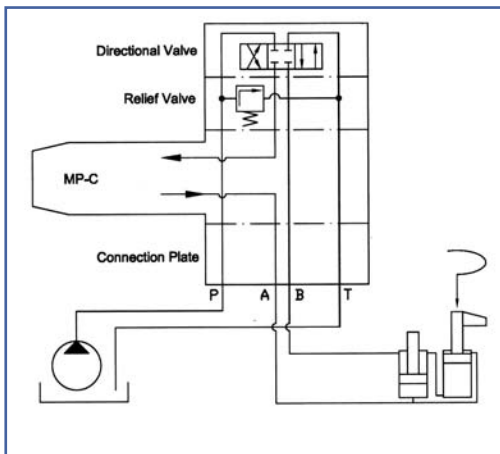 Directional Valve
Relief Valve
MP-C
Connection Plate
P A B T